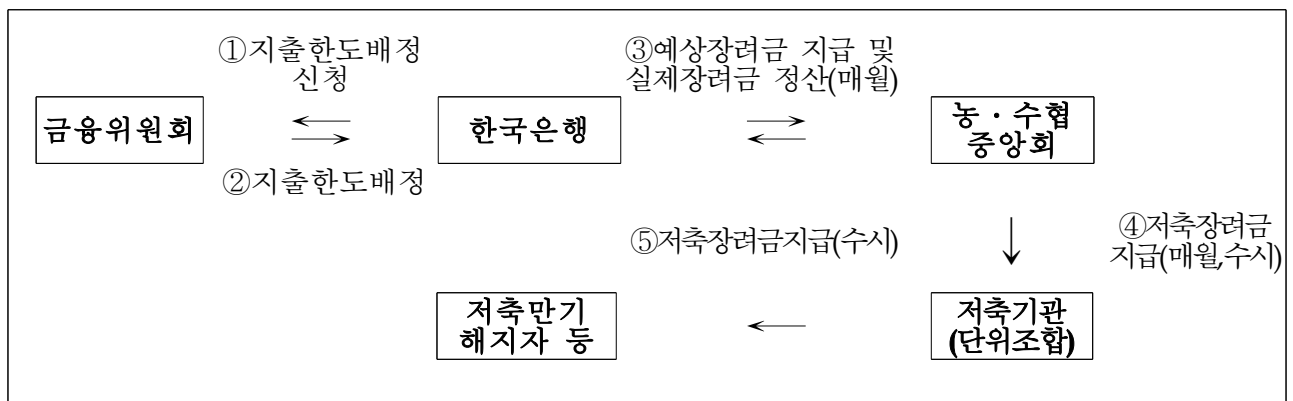 ①지출한도배정
신청
③예상장려금 지급 및
실제장려금 정산(매월)
금융위원회
한국은행
농·수협
중앙회
②지출한도배정
⑤저축장려금지급(수시)
④저축장려금
지급(매월,수시)
저축만기
해지자 등
저축기관
(단위조합)